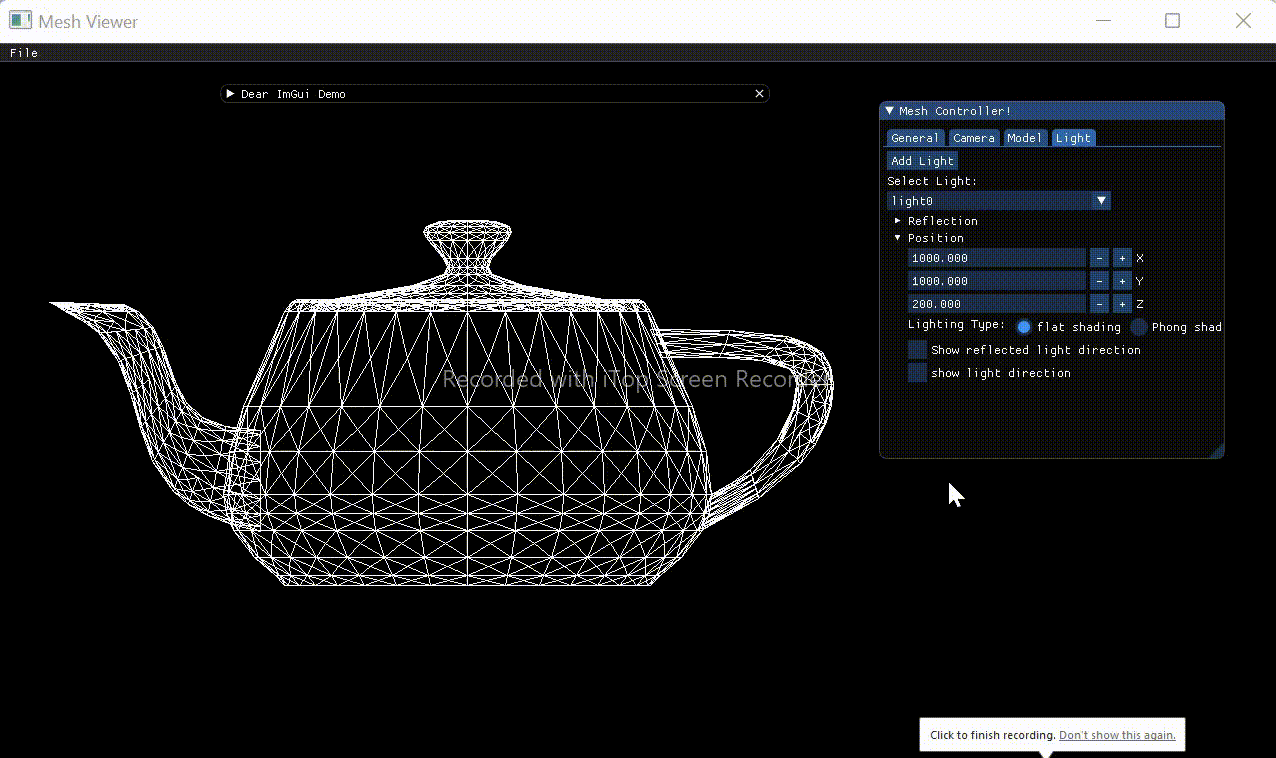 Mesh Viewer
File
Dear ImGui Demo
Mesh Controller!
General Camera Model Light
Add Light
Select Light:
light0
Reflection
Position
1000.000 - + X
1000.000 - + Y
200.000 - + Z
Lighting Type: flat shading Phong shad
Show reflected light direction
show light direction
Recorded with iTop Screen Recorder
Click to finish recording. Don't show this again.